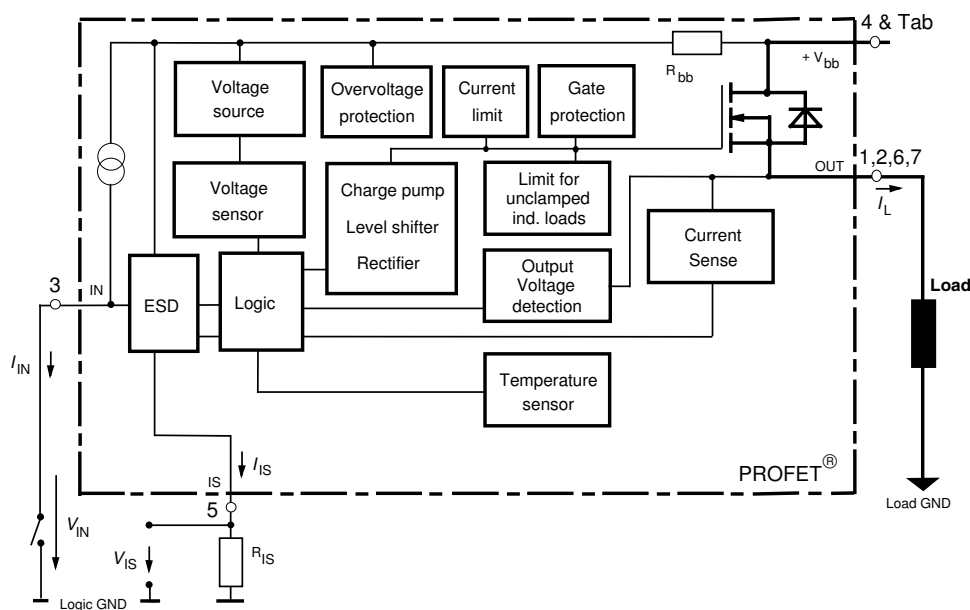 4 & Tab
R bb
+ V bb
Voltage
source
Overvoltage
protection
Current
limit
Gate
protection
Voltage
sensor
Charge pump
Level shifter
Rectifier
Limit for
unclamped
ind. loads
OUT
1,2,6,7
I L
Current
Sense
3
IN
ESD
Logic
Output
Voltage
detection
Load
I IN
Temperature
sensor
I IS
PROFET®
IS
5
Load GND
V IN
V IS
R IS
Logic GND